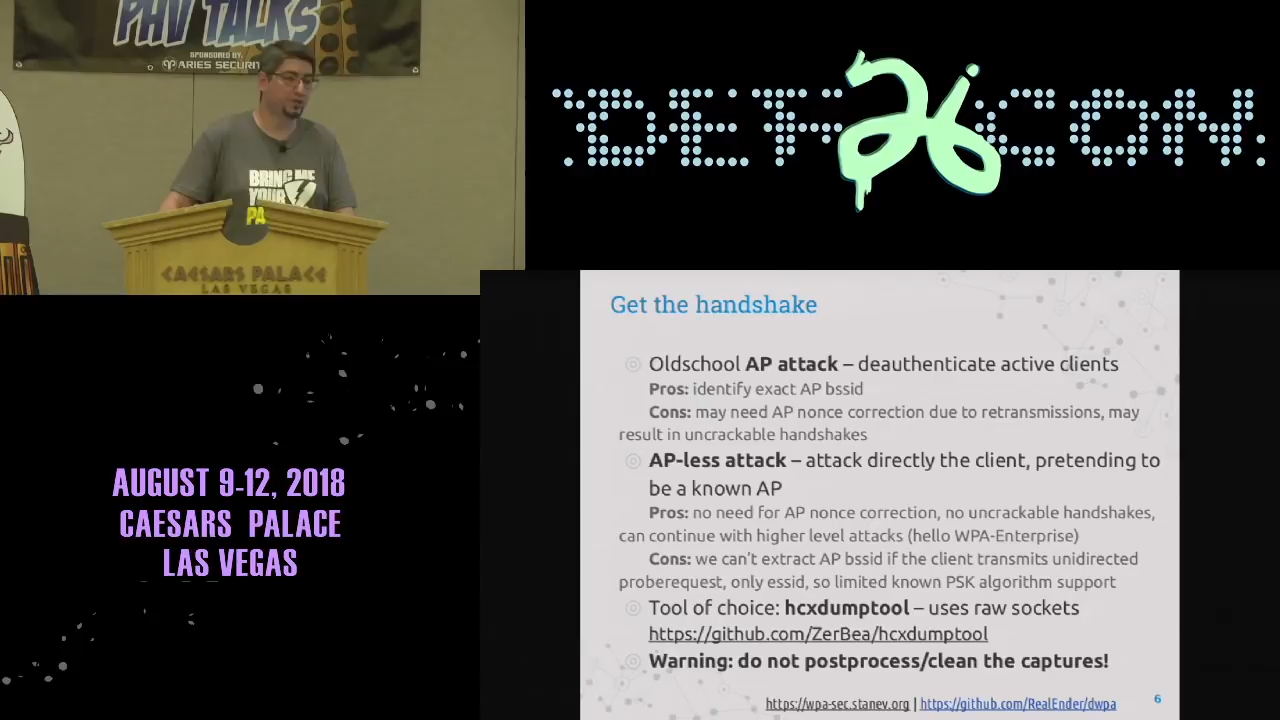 PHV TALKS
SPONSORED BY:
ARIES SECURIT
BRING ME
YOUR
PA
CAESARS PALACE
LAS VEGAS
DEF CON
26
AUGUST 9-12, 2018
CAESARS PALACE
LAS VEGAS
Get the handshake
Oldschool AP attack – deauthenticate active clients
Pros: identify exact AP bssid
Cons: may need AP nonce correction due to retransmissions, may
result in uncrackable handshakes
AP-less attack – attack directly the client, pretending to
be a known AP
Pros: no need for AP nonce correction, no uncrackable handshakes,
can continue with higher level attacks (hello WPA-Enterprise)
Cons: we can't extract AP bssid if the client transmits unidirected
proberequest, only essid, so limited known PSK algorithm support
Tool of choice: hcxdumptool – uses raw sockets
https://github.com/ZerBea/hcxdumptool
Warning: do not postprocess/clean the captures!
https://wpa-sec.stanev.org | https://github.com/RealEnder/dwpa
6